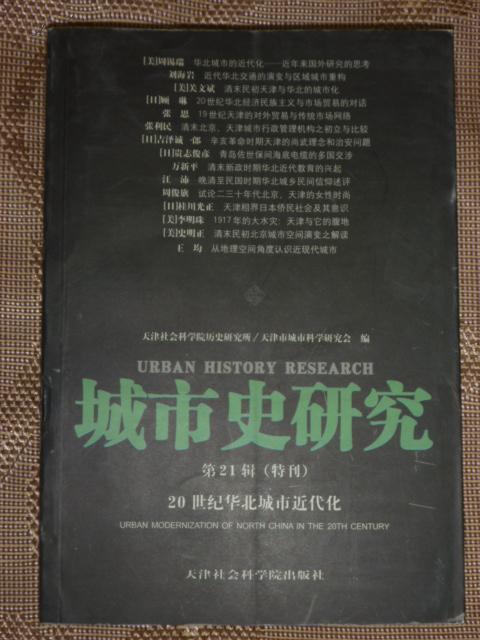 [美]周锡瑞 华北城市的近代化——近年来国外研究的思考
刘海岩 近代华北交通的演变与区域城市重构
[美]关文斌 清末民初天津与华北的城市化
[日]顾 琳 20世纪华北经济民族主义与市场贸易的对话
张 思 19世纪天津的对外贸易与传统市场网络
张利民 清末北京、天津城市行政管理机构之初立与比较
[日]吉泽诚一郎 辛亥革命时期天津的尚武理念和治安问题
[日]贵志俊彦 青岛佐世保间海底电缆的多国交涉
万新平 清末新政时期华北近代教育的兴起
江 沛 晚清至民国时期华北城乡民间信仰述评
周俊旗 试论二三十年代北京、天津的女性时尚
[日]桂川光正 天津租界日本侨民社会及其意识
[美]李明珠 1917年的大水灾:天津与它的腹地
[美]史明正 清末民初北京城市空间演变之解读
王 均 从地理空间角度认识近现代城市
天津社会科学院历史研究所/天津市城市科学研究会 编
URBAN HISTORY RESEARCH
城市史研究
第21辑(特刊)
20世纪华北城市近代化
URBAN MODERNIZATION OF NORTH CHINA IN THE 20TH CENTURY
天津社会科学院出版社